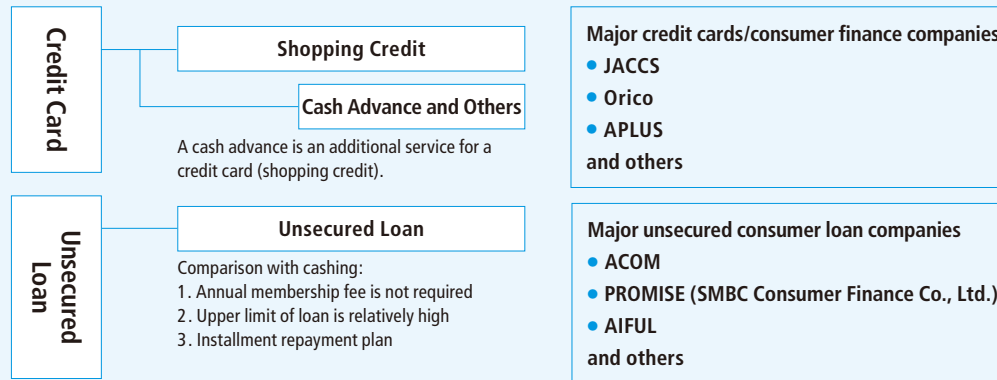 Credit Card
Shopping Credit
Cash Advance and Others
A cash advance is an additional service for a
credit card (shopping credit).
Major credit cards/consumer finance companies
• JACCS
• Orico
• APLUS
and others
Unsecured
Loan
Unsecured Loan
Comparison with cashing:
1. Annual membership fee is not required
2. Upper limit of loan is relatively high
3. Installment repayment plan
Major unsecured consumer loan companies
• ACOM
• PROMISE (SMBC Consumer Finance Co., Ltd.)
• AIFUL
and others